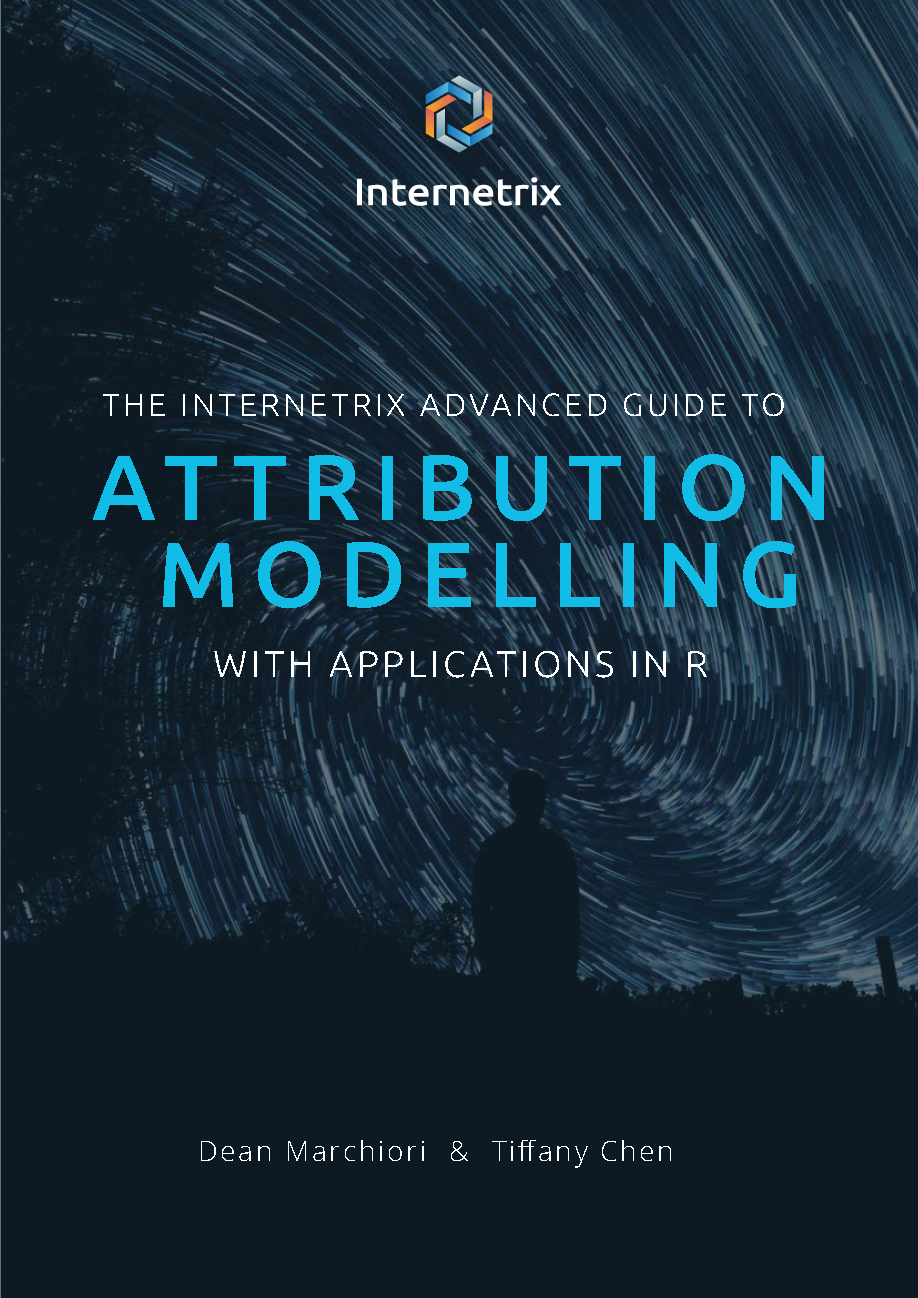 Internetrix
THE INTERNETRIX ADVANCED GUIDE TO
ATTRIBUTION
MODELLING
WITH APPLICATIONS IN R
Dean Marchiori & Tiffany Chen